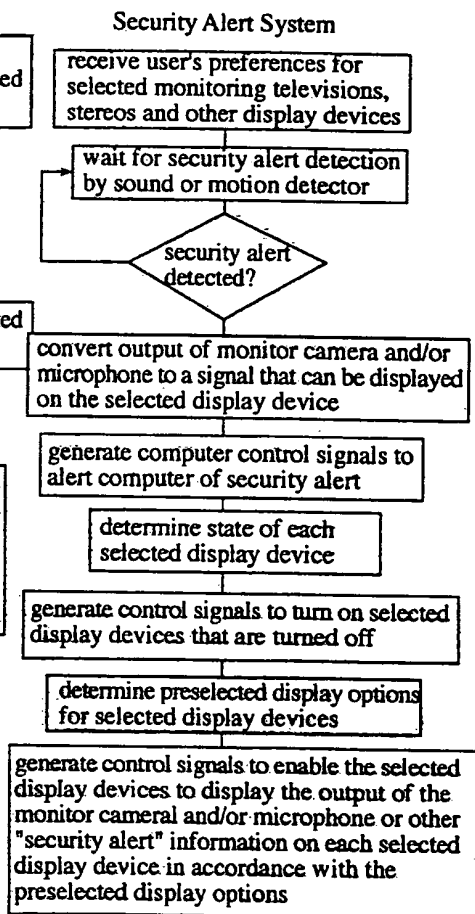 Security Alert System
ed
receive user's preferences for
selected monitoring televisions,
stereos and other display devices
wait for security alert detection
by sound or motion detector
security alert
detected?
ed
convert output of monitor camera and/or
microphone to a signal that can be displayed
on the selected display device
generate computer control signals to
alert computer of security alert
determine state of each
selected display device
generate control signals to turn on selected
display devices that are turned off
determine preselected display options
for selected display devices
generate control signals to enable the selected
display devices to display the output of the
monitor cameral and/or microphone or other
"security alert" information on each selected
display device in accordance with the
preselected display options